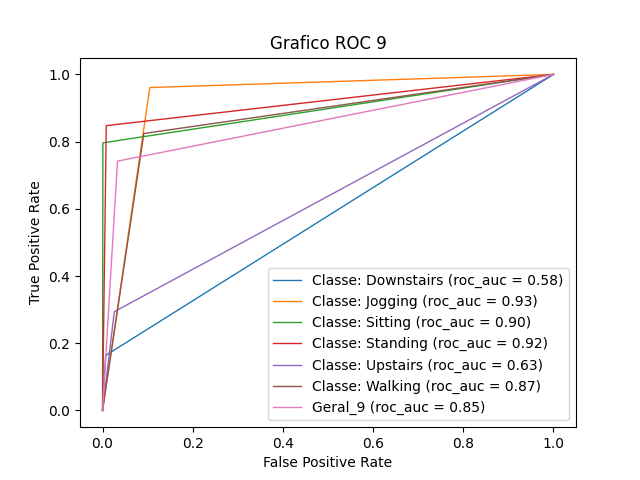 Grafico ROC 9
True Positive Rate
1.0
0.8
0.6
0.4
0.2
0.0
Classe: Downstairs (roc_auc = 0.58)
Classe: Jogging (roc_auc = 0.93)
Classe: Sitting (roc_auc = 0.90)
Classe: Standing (roc_auc = 0.92)
Classe: Upstairs (roc_auc = 0.63)
Classe: Walking (roc_auc = 0.87)
Geral_9 (roc_auc = 0.85)
0.0 0.2 0.4 0.6 0.8 1.0
False Positive Rate